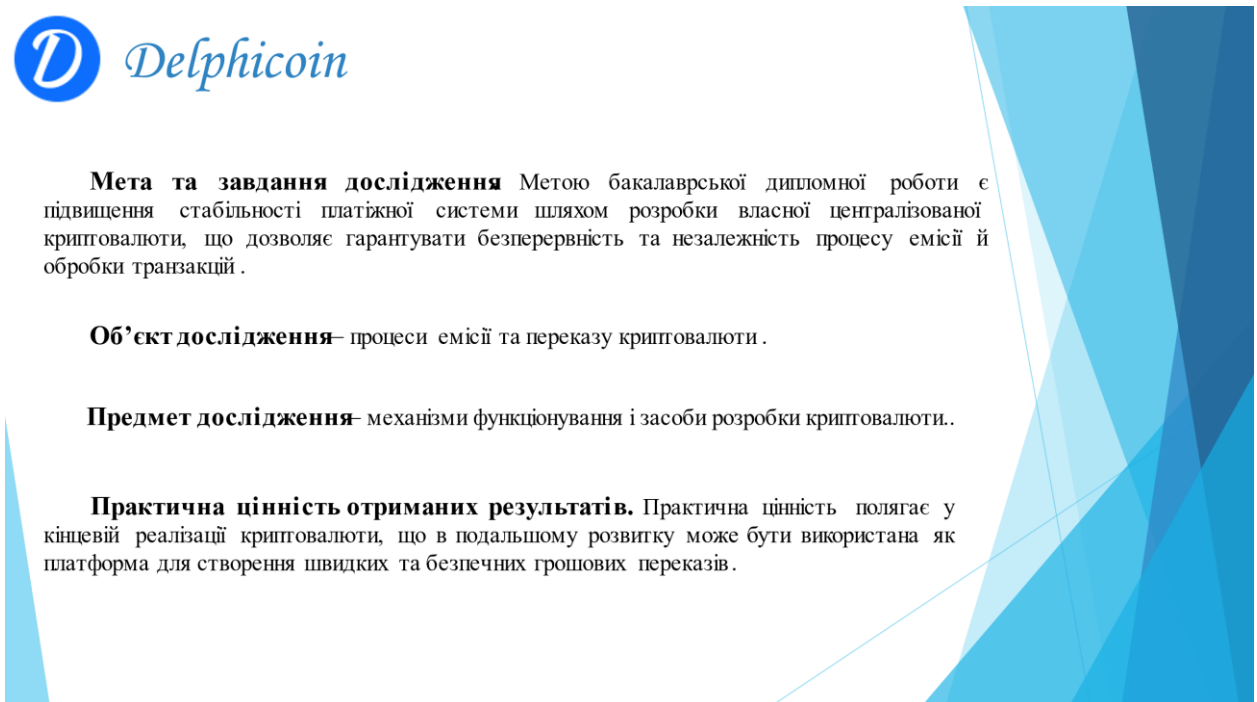 D Delphicoin
Мета та завдання дослідження Метою бакалаврської дипломної роботи є
підвищення стабільності платіжної системи шляхом розробки власної централізованої
криптовалюти, що дозволяє гарантувати безперервність та незалежність процесу емісії й
обробки транзакцій .
Об’єкт дослідження– процеси емісії та переказу криптовалюти .
Предмет дослідження– механізми функціонування і засоби розробки криптовалюти..
Практична цінність отриманих результатів. Практична цінність полягає у
кінцевій реалізації криптовалюти, що в подальшому розвитку може бути використана як
платформа для створення швидких та безпечних грошових переказів .